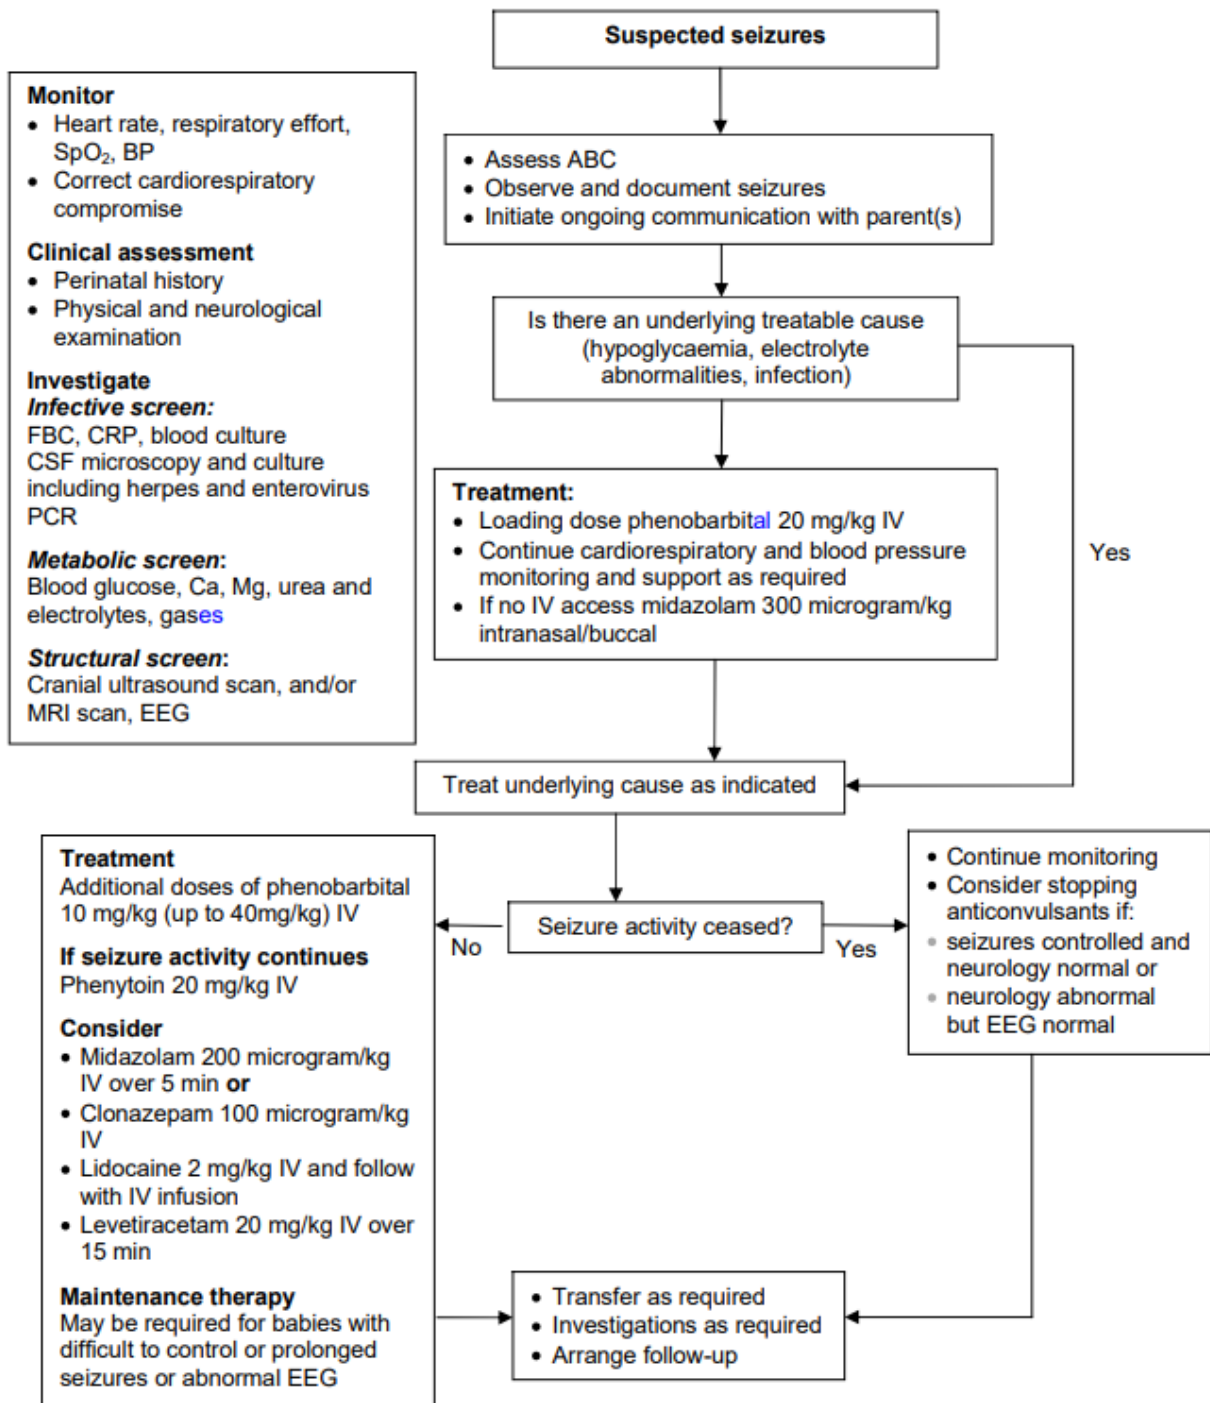 Suspected seizures
Monitor
• Heart rate, respiratory effort,
SpO₂, BP
• Correct cardiorespiratory
compromise
Clinical assessment
• Perinatal history
• Physical and neurological
examination
Investigate
Infective screen:
FBC, CRP, blood culture
CSF microscopy and culture
including herpes and enterovirus
PCR
Metabolic screen:
Blood glucose, Ca, Mg, urea and
electrolytes, gases
Structural screen:
Cranial ultrasound scan, and/or
MRI scan, EEG
• Assess ABC
• Observe and document seizures
• Initiate ongoing communication with parent(s)
Is there an underlying treatable cause
(hypoglycaemia, electrolyte
abnormalities, infection)
Treatment:
• Loading dose phenobarbital 20 mg/kg IV
• Continue cardiorespiratory and blood pressure
monitoring and support as required
• If no IV access midazolam 300 microgram/kg
intranasal/buccal
Yes
Treat underlying cause as indicated
Seizure activity ceased?
No
Yes
Treatment
Additional doses of phenobarbital
10 mg/kg (up to 40mg/kg) IV
If seizure activity continues
Phenytoin 20 mg/kg IV
Consider
• Midazolam 200 microgram/kg
IV over 5 min or
• Clonazepam 100 microgram/kg
IV
• Lidocaine 2 mg/kg IV and follow
with IV infusion
• Levetiracetam 20 mg/kg IV over
15 min
Maintenance therapy
May be required for babies with
difficult to control or prolonged
seizures or abnormal EEG
• Continue monitoring
• Consider stopping
anticonvulsants if:
• seizures controlled and
neurology normal or
• neurology abnormal
but EEG normal
• Transfer as required
• Investigations as required
• Arrange follow-up